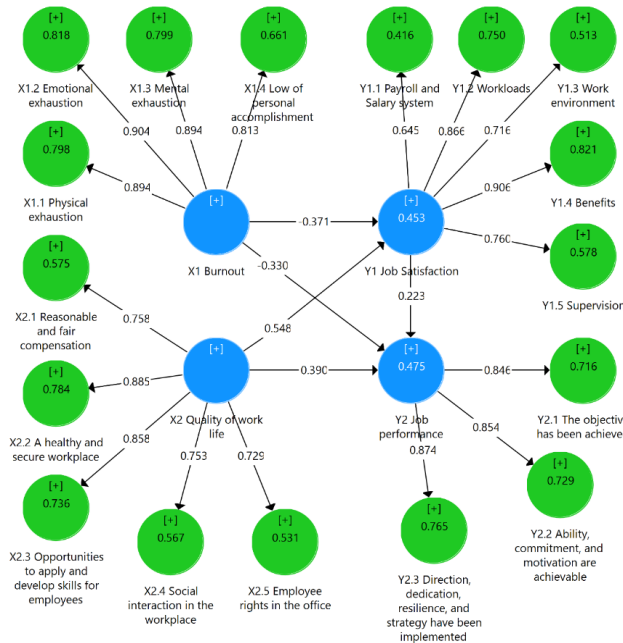 [+]
0.818
X1.2 Emotional
exhaustion
[+]
0.799
X1.3 Mental
exhaustion
[+]
0.661
X1.4 Low of
personal
accomplishment
[+]
0.416
Y1.1 Payroll and
Salary system
[+]
0.750
Y1.2 Workloads
[+]
0.513
Y1.3 Work
environment
0.904
0.894
0.813
0.645
0.866
0.716
[+]
0.798
X1.1 Physical
exhaustion
0.894
[+]
0.821
Y1.4 Benefits
0.906
[+]
X1 Burnout
-0.371
[+]
0.453
Y1 Job Satisfaction
0.760
[+]
0.578
Y1.5 Supervision
[+]
0.575
X2.1 Reasonable
and fair
compensation
0.758
-0.330
0.548
0.223
[+]
X2 Quality of work
life
0.390
[+]
0.475
Y2 Job
performance
0.846
[+]
0.716
Y2.1 The objectiv
has been achieve
[+]
0.784
X2.2 A healthy and
secure workplace
0.885
0.858
0.753
0.729
0.874
0.854
[+]
0.736
X2.3 Opportunities
to apply and
develop skills for
employees
[+]
0.567
X2.4 Social
interaction in the
workplace
[+]
0.531
X2.5 Employee
rights in the office
[+]
0.765
Y2.3 Direction,
dedication,
resilience, and
strategy have been
implemented
[+]
0.729
Y2.2 Ability,
commitment, and
motivation are
achievable